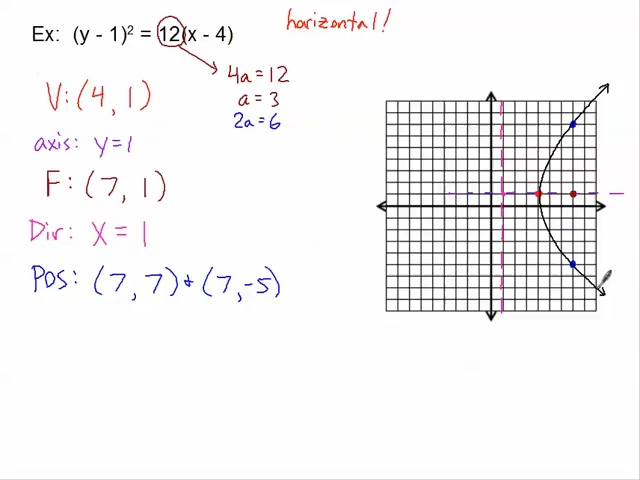 horizontal!
Ex: (y - 1)² = 12(x - 4)
4a = 12
a = 3
2a = 6
V: (4, 1)
axis: y = 1
F: (7, 1)
Dir: x = 1
Pos: (7, 7) + (7, -5)